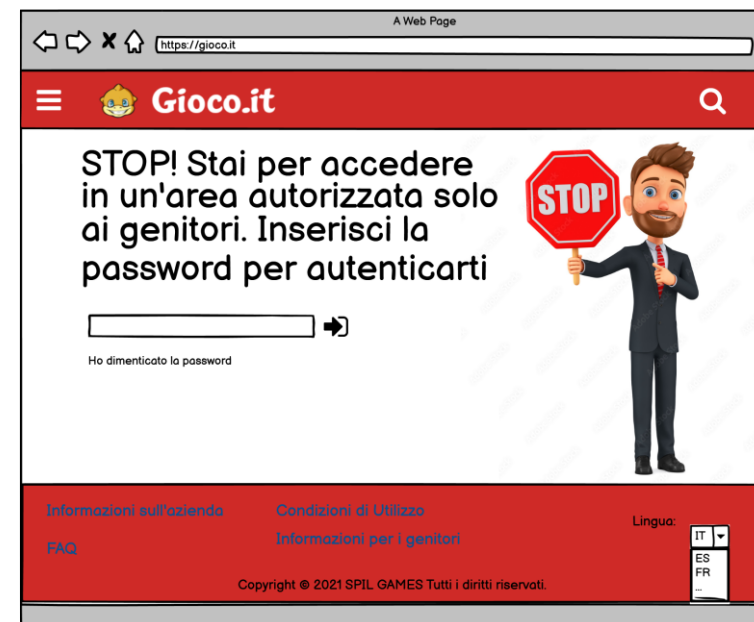 A Web Page
https://gioco.it
Gioco.it
STOP! Stai per accedere
in un'area autorizzata solo
ai genitori. Inserisci la
password per autenticarti
STOP
Ho dimenticato la password
Informazioni sull'azienda
Condizioni di Utilizzo
FAQ
Informazioni per i genitori
Lingua:
IT
ES
FR
...
Copyright © 2021 SPIL GAMES Tutti i diritti riservati.